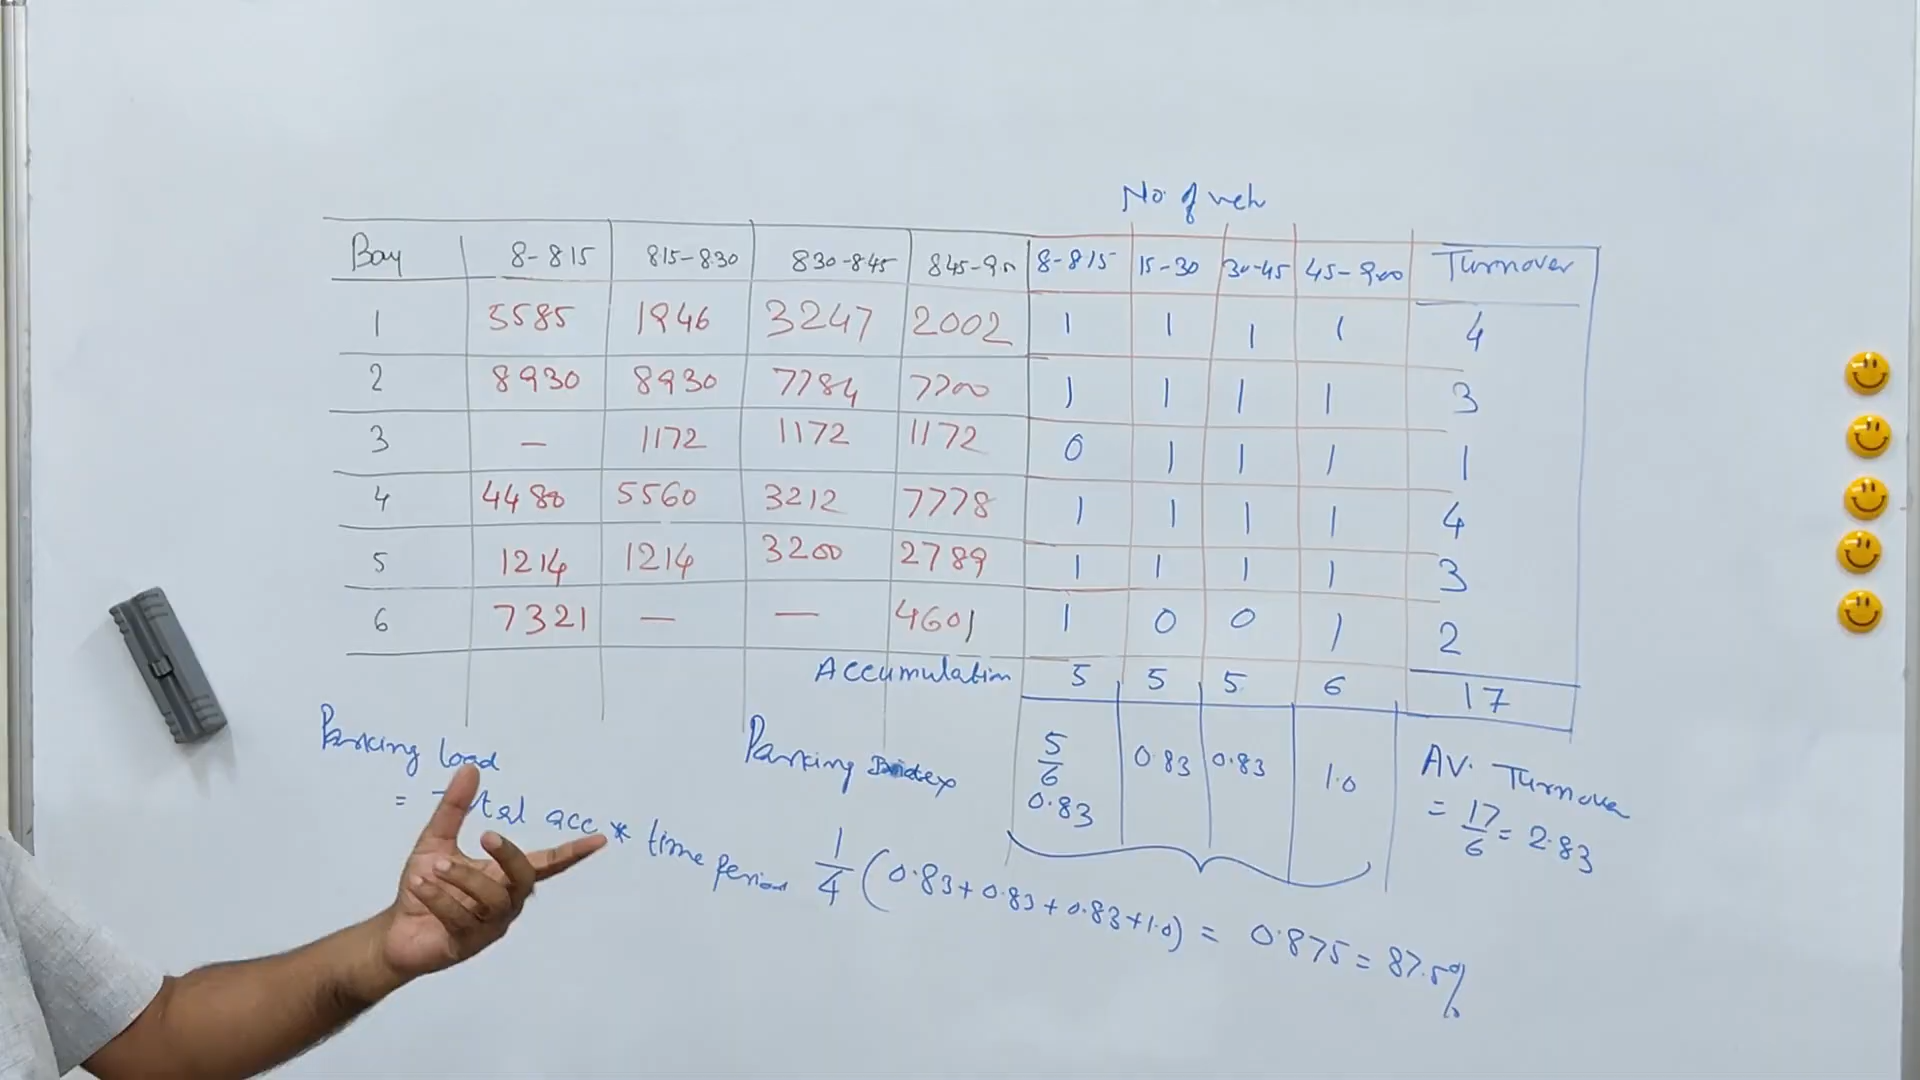 No. of veh
Bay 8-815 815-830 830-845 845-9 8-815 15-30 30-45 45-900 Turnover
1 5585 1946 3247 2002 1 1 1 1 4
2 8930 8930 7784 7700 1 1 1 1 3
3 — 1172 1172 1172 0 1 1 1 1
4 4480 5560 3212 7778 1 1 1 1 4
5 1214 1214 3200 2789 1 1 1 1 3
6 7321 — — 4601 1 0 0 1 2
Accumulation 5 5 5 6 17
Parking load
= acc * time period
Parking Index 5/6 0.83 0.83 1.0
0.83
AV. Turnover
= 17/6 = 2.83
1/4 (0.83+0.83+0.83+1.0) = 0.875 = 87.5%